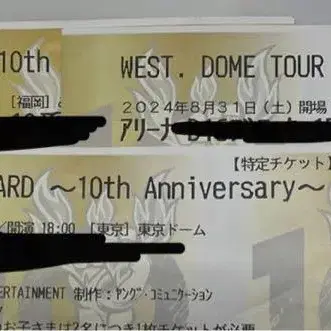 10th
WEST. DOME TOUR
[福岡]
2024年8月31日(土) 開場
アリーナ
【特定チケット】
ARD ～10th Anniversary～
／開演 18:00 [東京] 東京ドーム
ERTAINMENT 制作：ヤング・コミュニケーション
お子さまは2名につき1枚チケットが必要